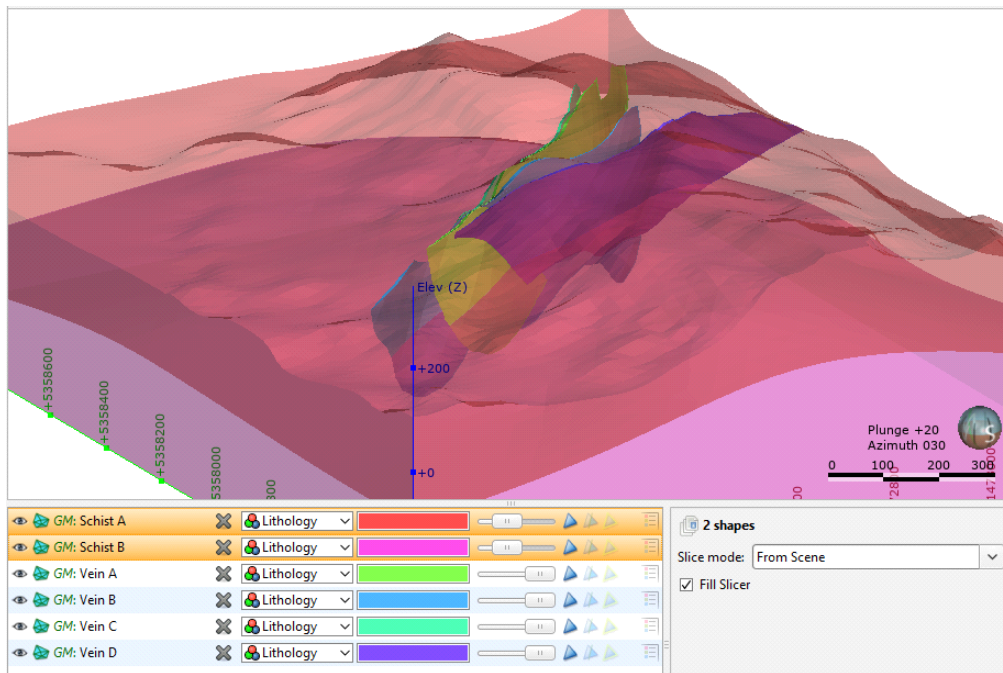 Elev (Z)
+200
+0
+5358600
+5358400
+5358200
5358000
Plunge +20
Azimuth 030
S
0 100 200 300
GM: Schist A Lithology
GM: Schist B Lithology
GM: Vein A Lithology
GM: Vein B Lithology
GM: Vein C Lithology
GM: Vein D Lithology
2 shapes
Slice mode: From Scene
Fill Slicer